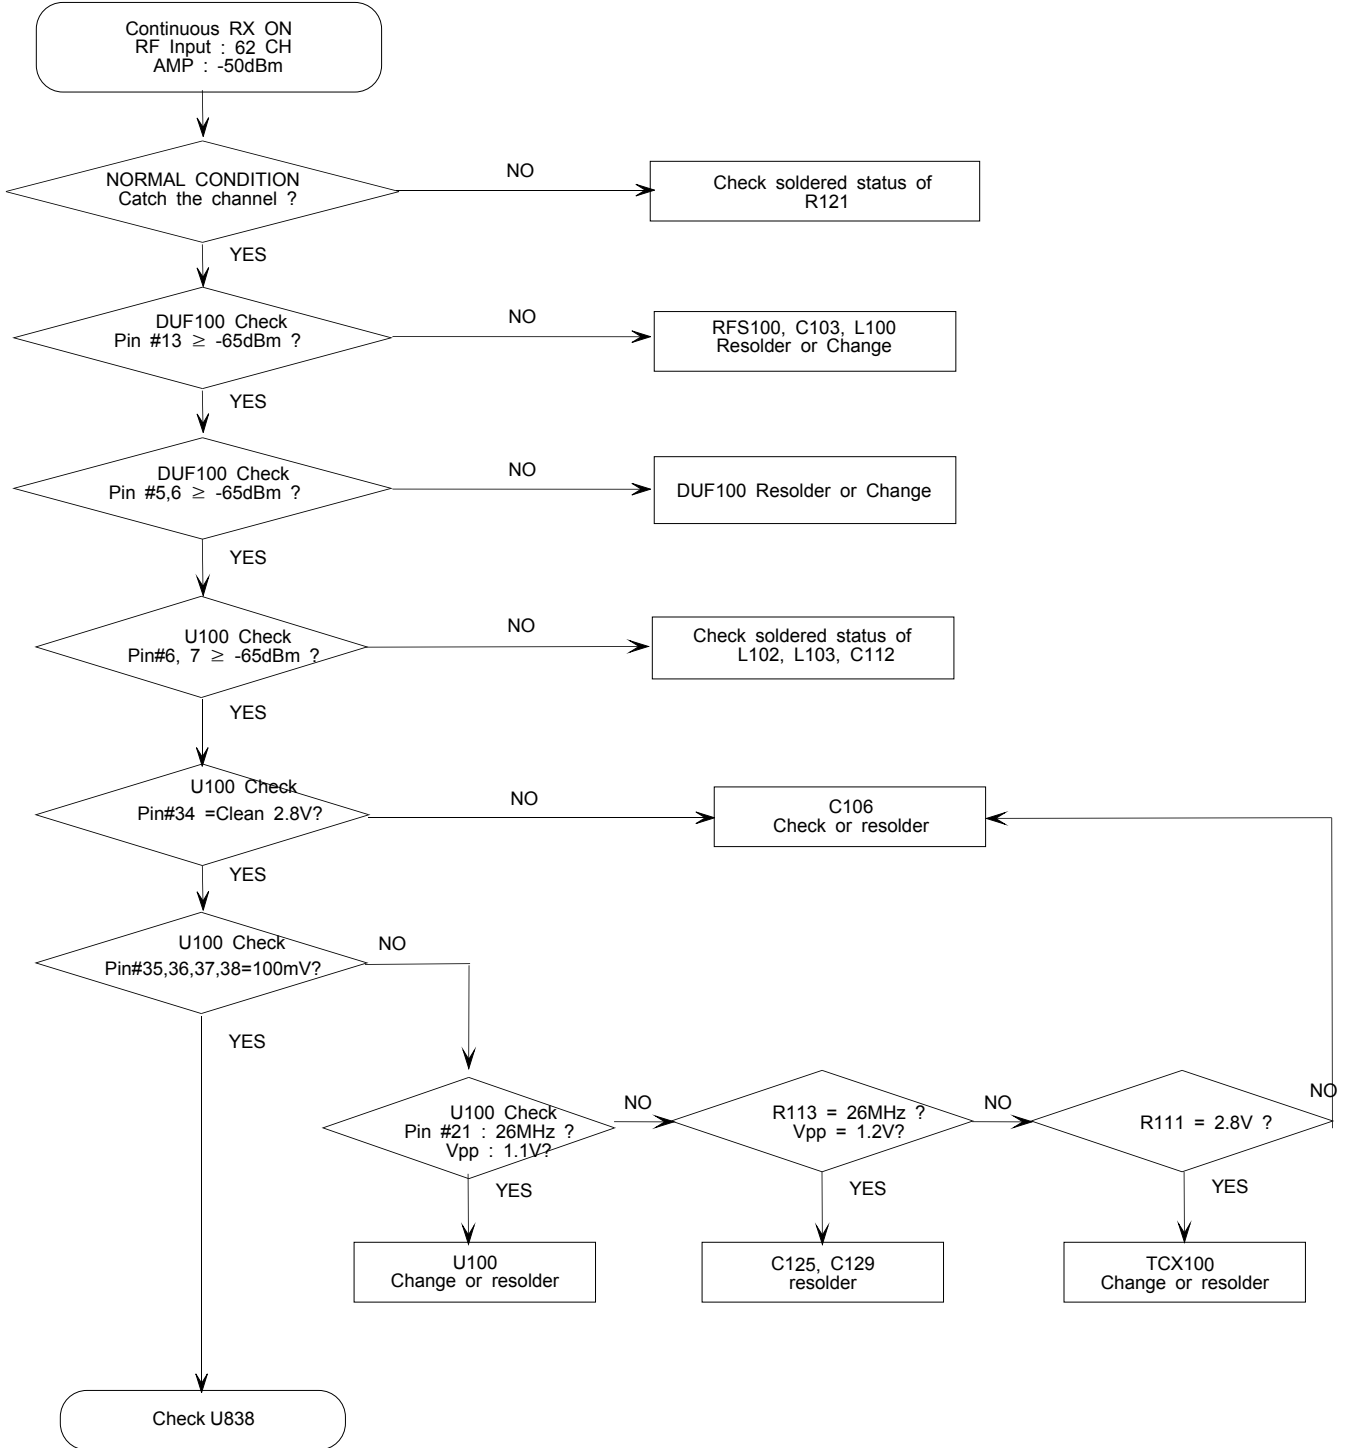 Continuous RX ON
RF Input : 62 CH
AMP : -50dBm
NORMAL CONDITION
Catch the channel ?
NO
Check soldered status of
R121
YES
DUF100 Check
Pin #13 ≥ -65dBm ?
NO
RFS100, C103, L100
Resolder or Change
YES
DUF100 Check
Pin #5,6 ≥ -65dBm ?
NO
DUF100 Resolder or Change
YES
U100 Check
Pin#6, 7 ≥ -65dBm ?
NO
Check soldered status of
L102, L103, C112
YES
U100 Check
Pin#34 =Clean 2.8V?
NO
C106
Check or resolder
YES
U100 Check
Pin#35,36,37,38=100mV?
NO
YES
U100 Check
Pin #21 : 26MHz ?
Vpp : 1.1V?
NO
R113 = 26MHz ?
Vpp = 1.2V?
NO
R111 = 2.8V ?
NO
YES
YES
YES
U100
Change or resolder
C125, C129
resolder
TCX100
Change or resolder
Check U838